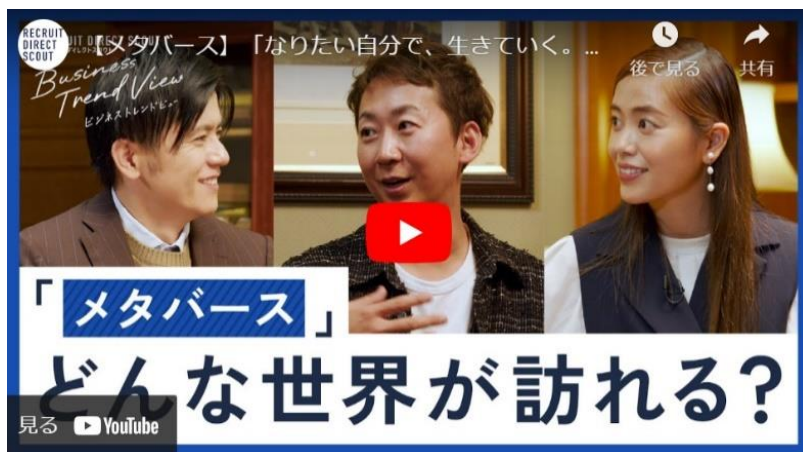 RECRUIT
DIRECT
SCOUT
【メタバース】「なりたい自分で、生きていく。...
後で見る
共有
Business
Trend View
ビジネストレンドビュー
「メタバース」
どんな世界が訪れる?
見る YouTube